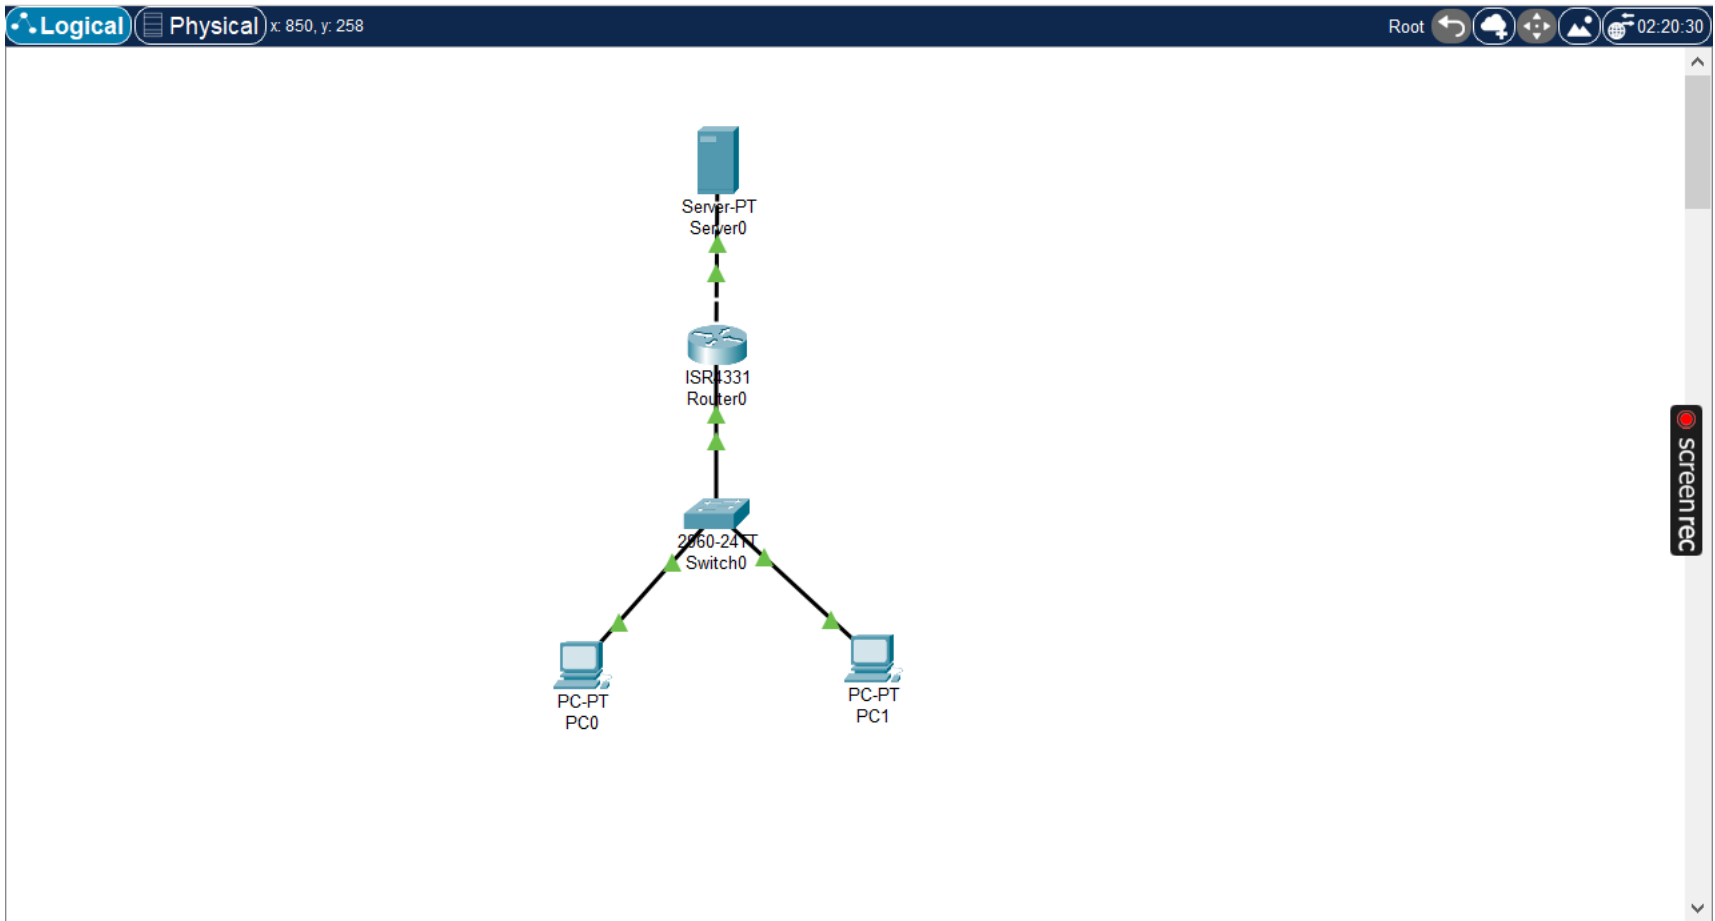 Logical Physical x: 850, y: 258 Root 02:20:30
Server-PT
Server0
ISR4331
Router0
screenrec
2960-24TT
Switch0
PC-PT
PC0
PC-PT
PC1